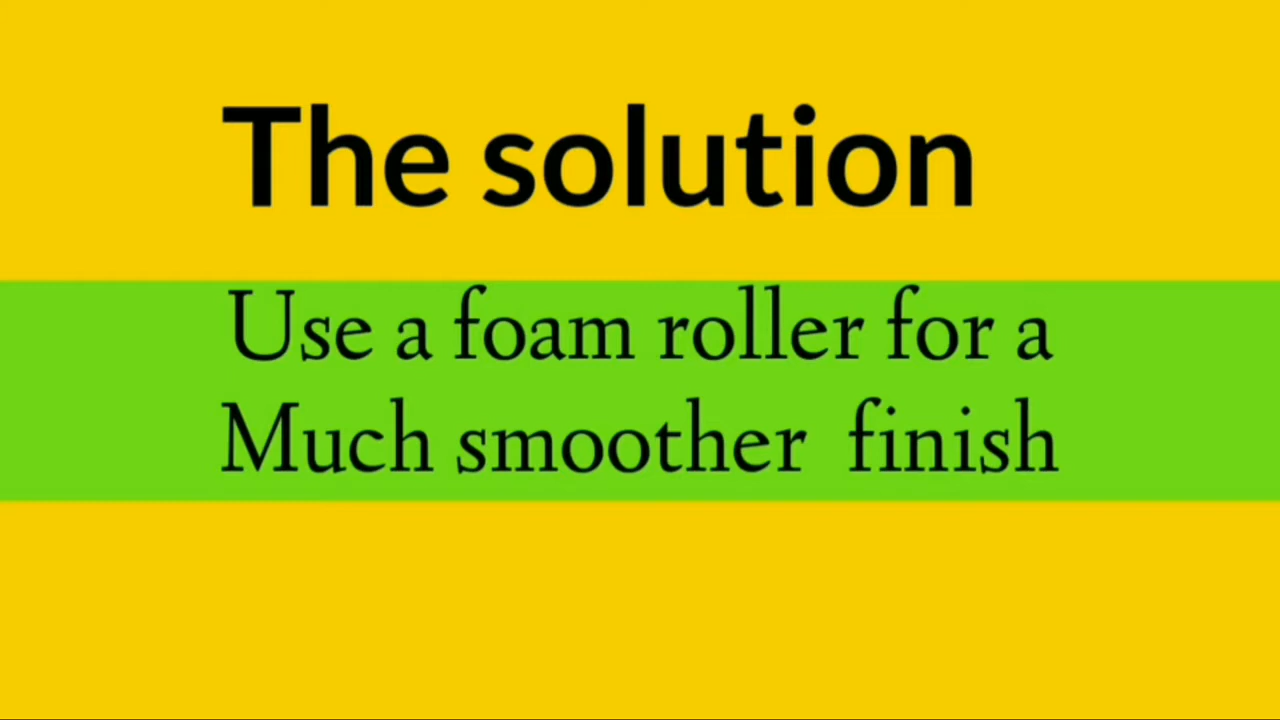 The solution
Use a foam roller for a
Much smoother  finish